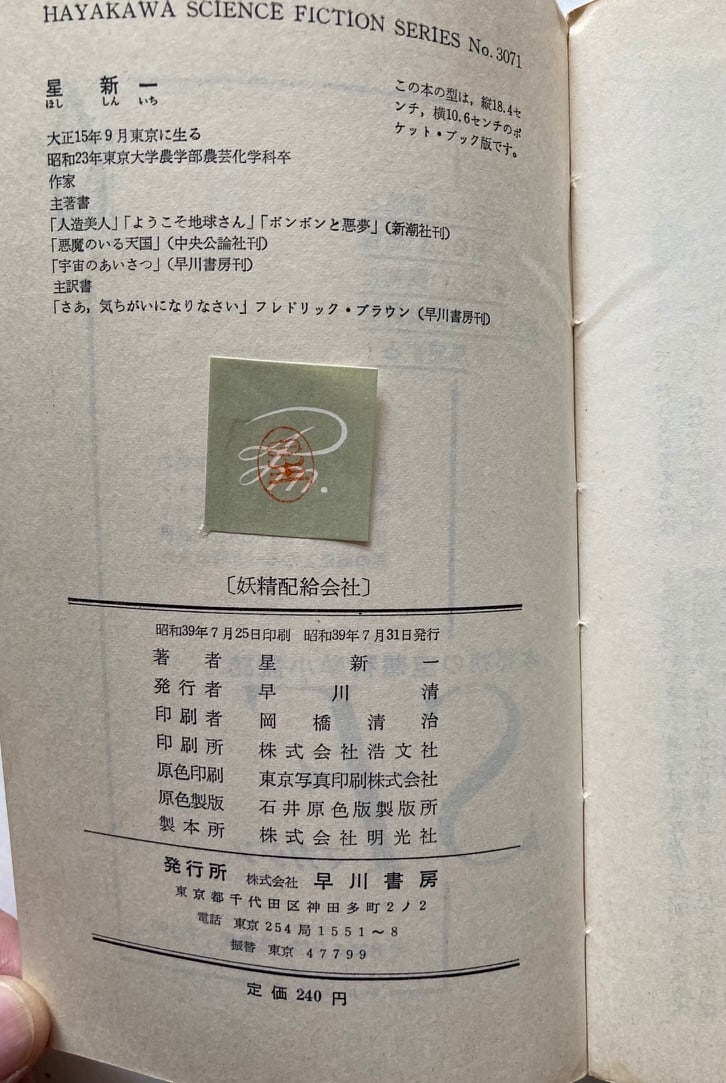 HAYAKAWA SCIENCE FICTION SERIES No. 3071
星 新 一
ほし しん いち
この本の型は，縦18.4セ
ンチ，横10.6センチのポ
ケット・ブック版です。
大正15年9月東京に生る
昭和23年東京大学農学部農芸化学科卒
作家
主著書
「人造美人」「ようこそ地球さん」「ボンボンと悪夢」（新潮社刊）
「悪魔のいる天国」（中央公論社刊）
「宇宙のあいさつ」（早川書房刊）
主訳書
「さあ，気ちがいになりなさい」フレドリック・ブラウン（早川書房刊）
〔妖精配給会社〕
昭和39年7月25日印刷 昭和39年7月31日発行
著者 星新一
発行者 早川清
印刷者 岡橋清治
印刷所 株式会社浩文社
原色印刷 東京写真印刷株式会社
原色製版 石井原色版製版所
製本所 株式会社明光社
発行所 株式会社 早川書房
東京都千代田区神田多町2ノ2
電話 東京254局1551〜8
振替 東京 47799
定価 240 円